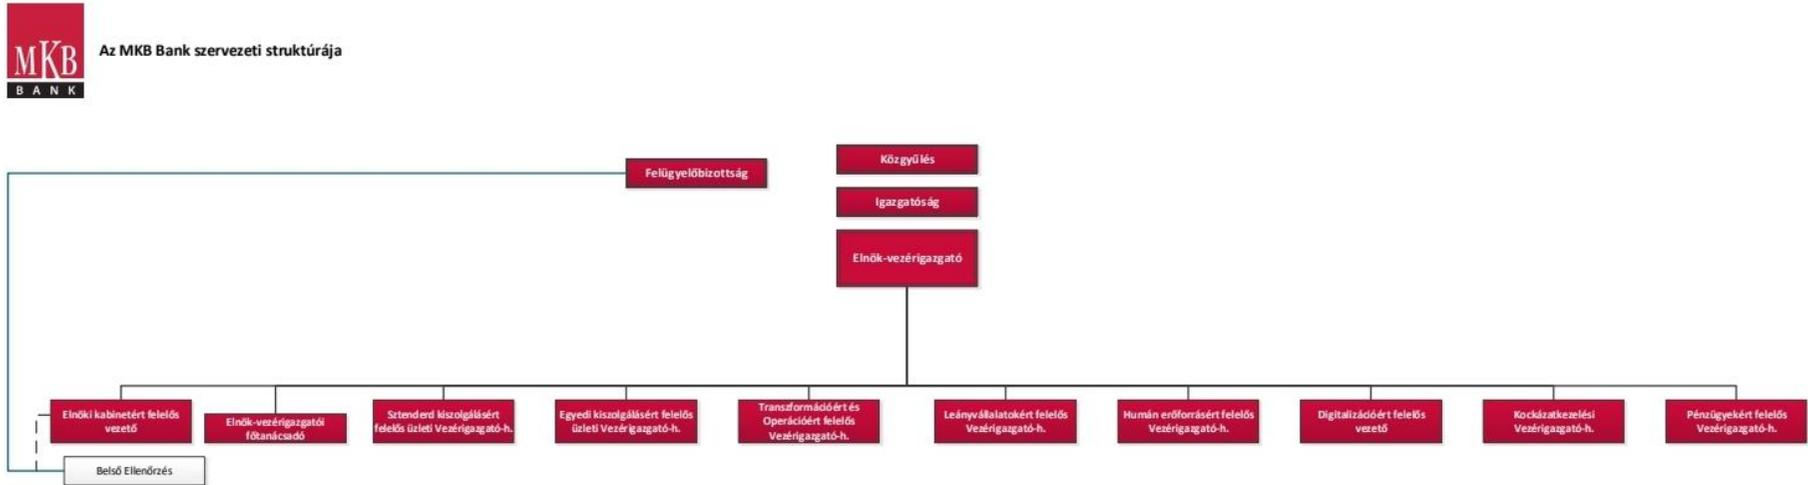 MKB
BANK
Az MKB Bank szervezeti struktúrája
Közgyűlés
Felügyelőbizottság
Igazgatóság
Elnök-vezérigazgató
Elnöki kabinetért felelős
vezető
Elnök-vezérigazgatói
főtanácsadó
Sztenderd kiszolgálásért
felelős üzleti Vezérigazgató-h.
Egyedi kiszolgálásért felelős
üzleti Vezérigazgató-h.
Transzformációért és
Operációért felelős
Vezérigazgató-h.
Leányvállalatokért felelős
Vezérigazgató-h.
Humán erőforrásért felelős
Vezérigazgató-h.
Digitalizációért felelős
vezető
Kockázatkezelési
Vezérigazgató-h.
Pénzügyekért felelős
Vezérigazgató-h.
Belső Ellenőrzés